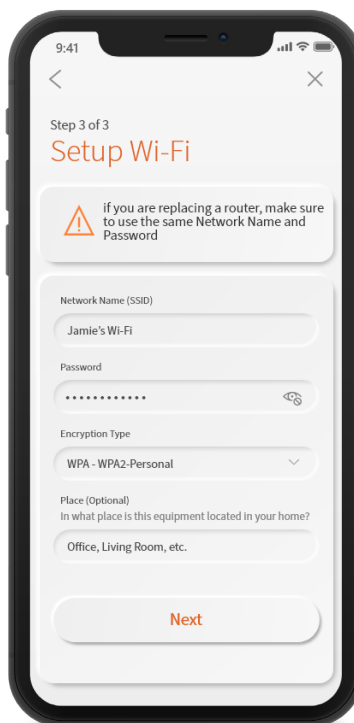 9:41
Step 3 of 3
Setup Wi-Fi
if you are replacing a router, make sure
to use the same Network Name and
Password
Network Name (SSID)
Jamie's Wi-Fi
Password
••••••••••••
Encryption Type
WPA - WPA2-Personal
Place (Optional)
In what place is this equipment located in your home?
Office, Living Room, etc.
Next